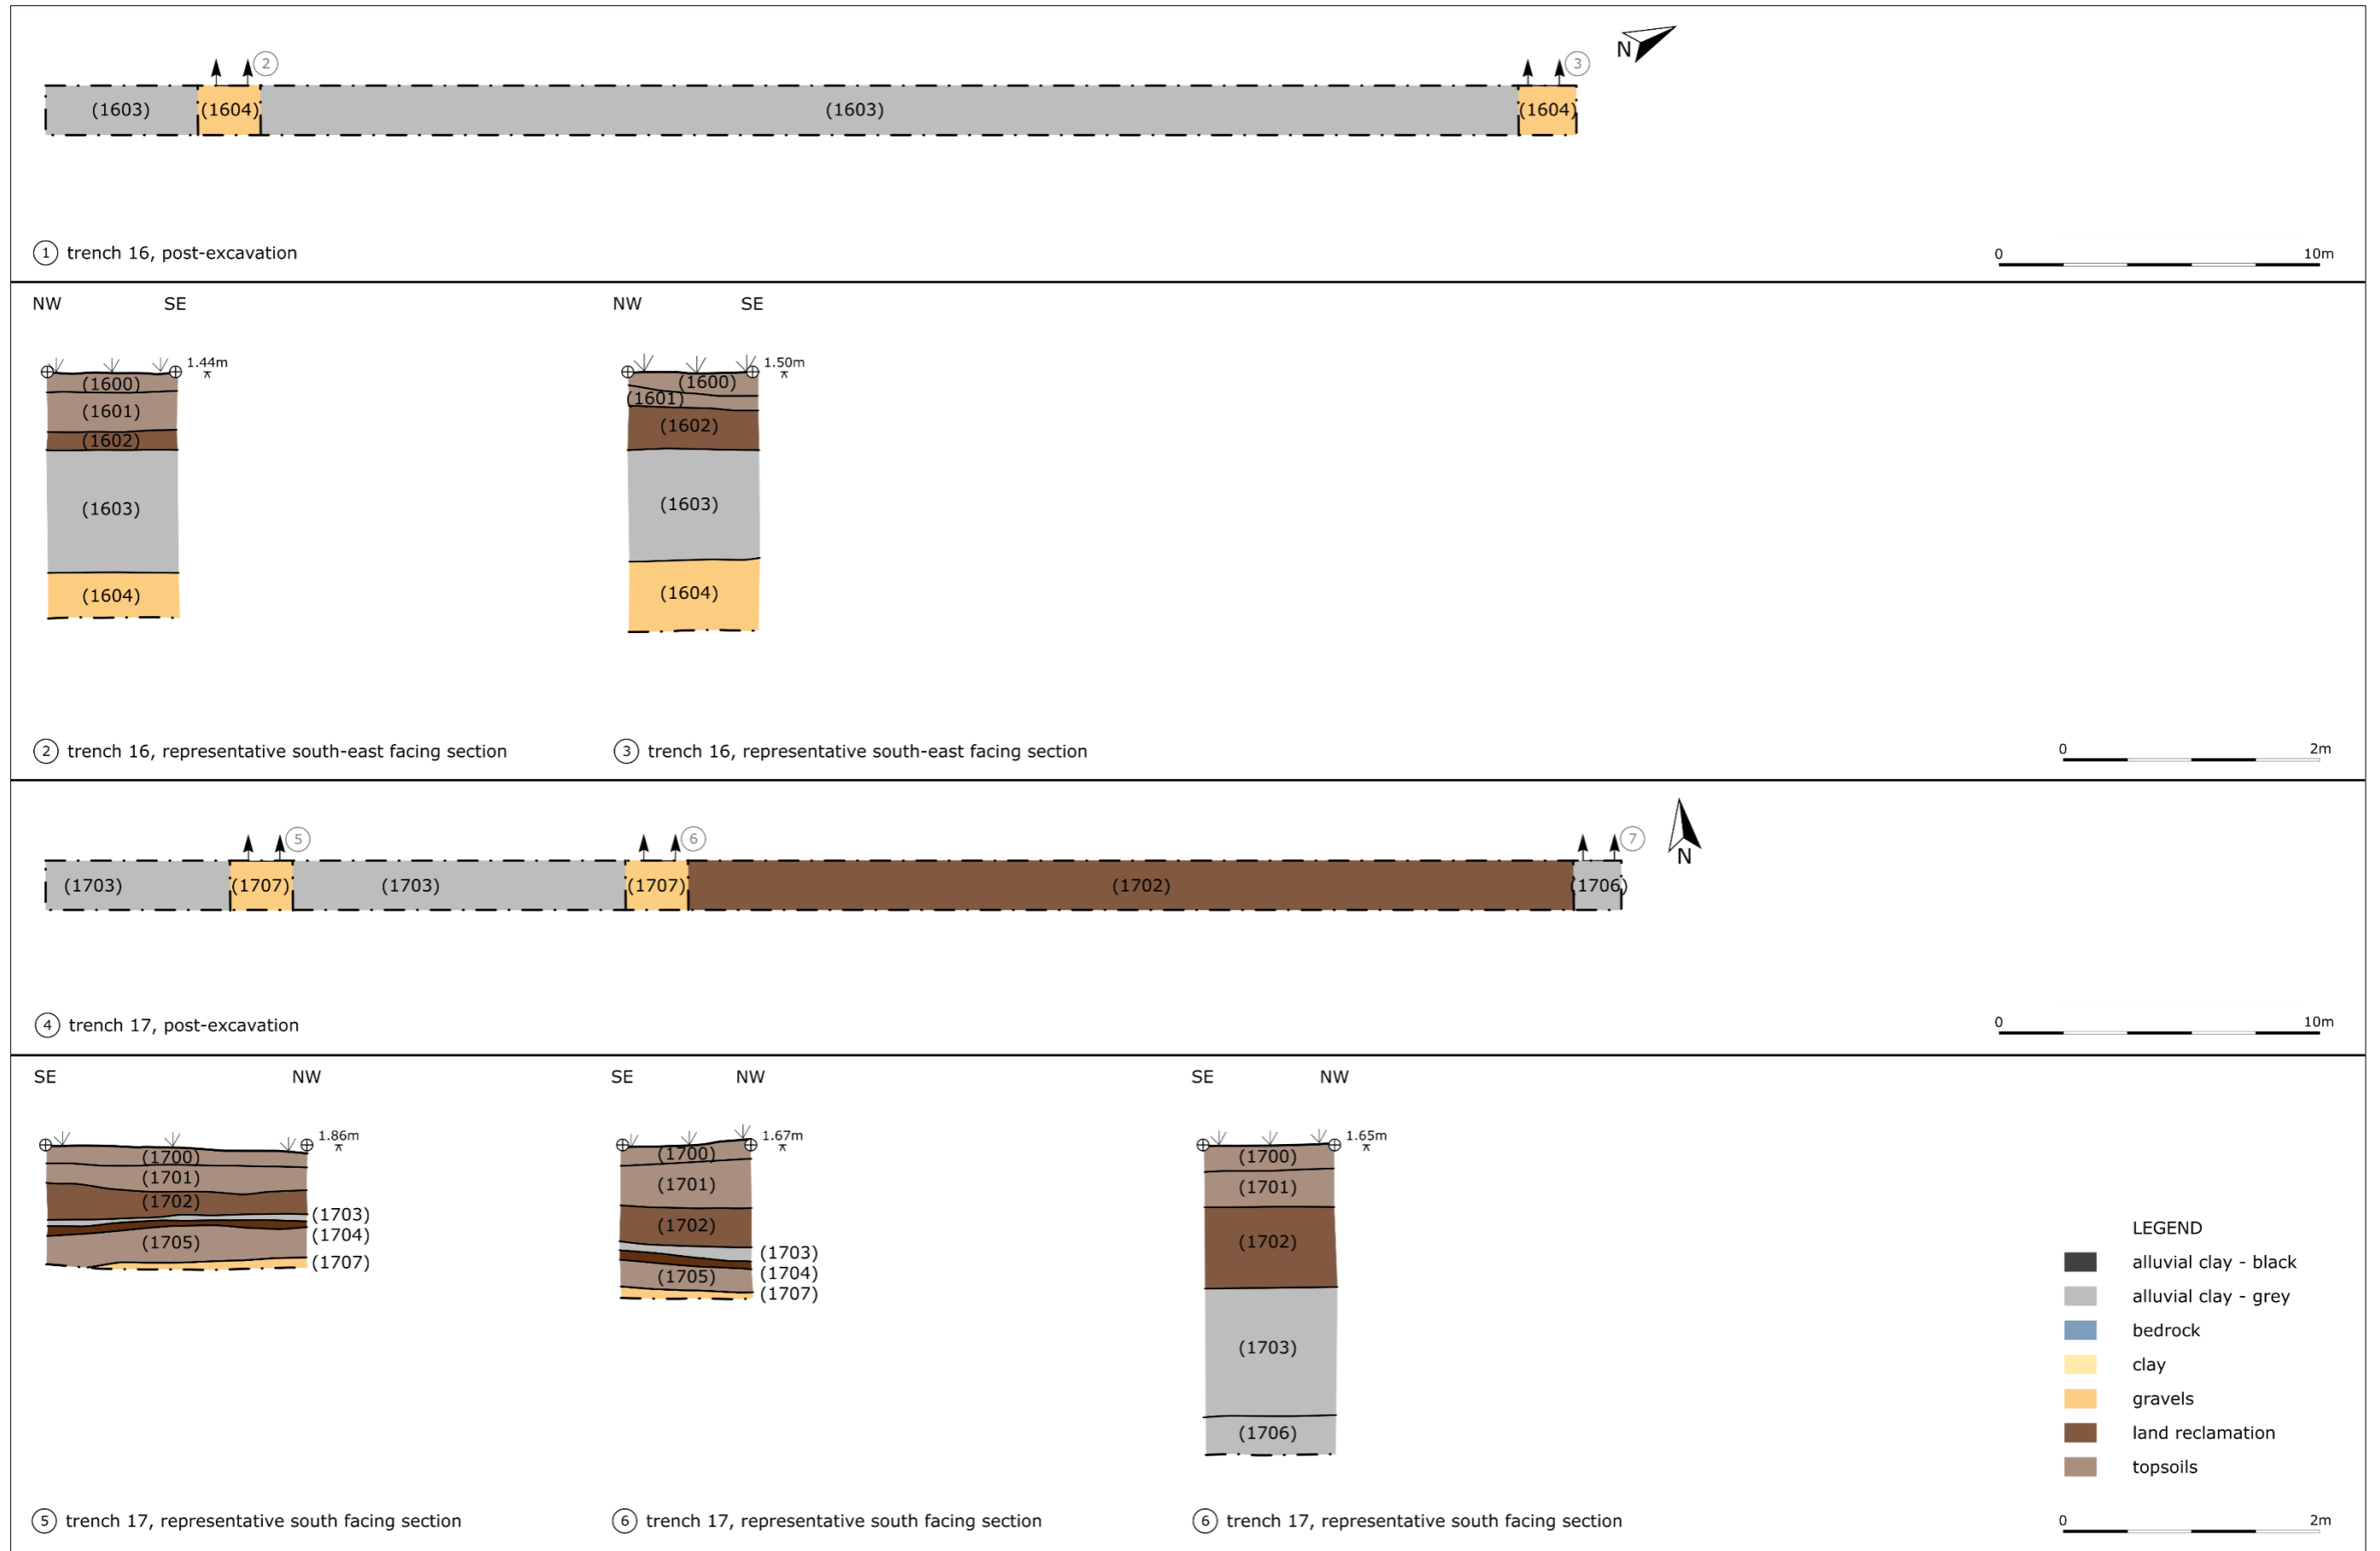 N
2
3
(1603)
(1604)
(1603)
(1604)
1 trench 16, post-excavation
0 10m
NW SE
NW SE
1.44m
(1600)
(1601)
(1602)
(1603)
(1604)
1.50m
(1600)
(1601)
(1602)
(1603)
(1604)
2 trench 16, representative south-east facing section
3 trench 16, representative south-east facing section
0 2m
5
6
7
N
(1703)
(1707)
(1703)
(1707)
(1702)
(1706)
4 trench 17, post-excavation
0 10m
SE NW
SE NW
SE NW
1.86m
(1700)
(1701)
(1702)
(1703)
(1704)
(1705)
(1707)
1.67m
(1700)
(1701)
(1702)
(1703)
(1704)
(1705)
(1707)
1.65m
(1700)
(1701)
(1702)
(1703)
(1706)
LEGEND
alluvial clay - black
alluvial clay - grey
bedrock
clay
gravels
land reclamation
topsoils
5 trench 17, representative south facing section
6 trench 17, representative south facing section
6 trench 17, representative south facing section
0 2m